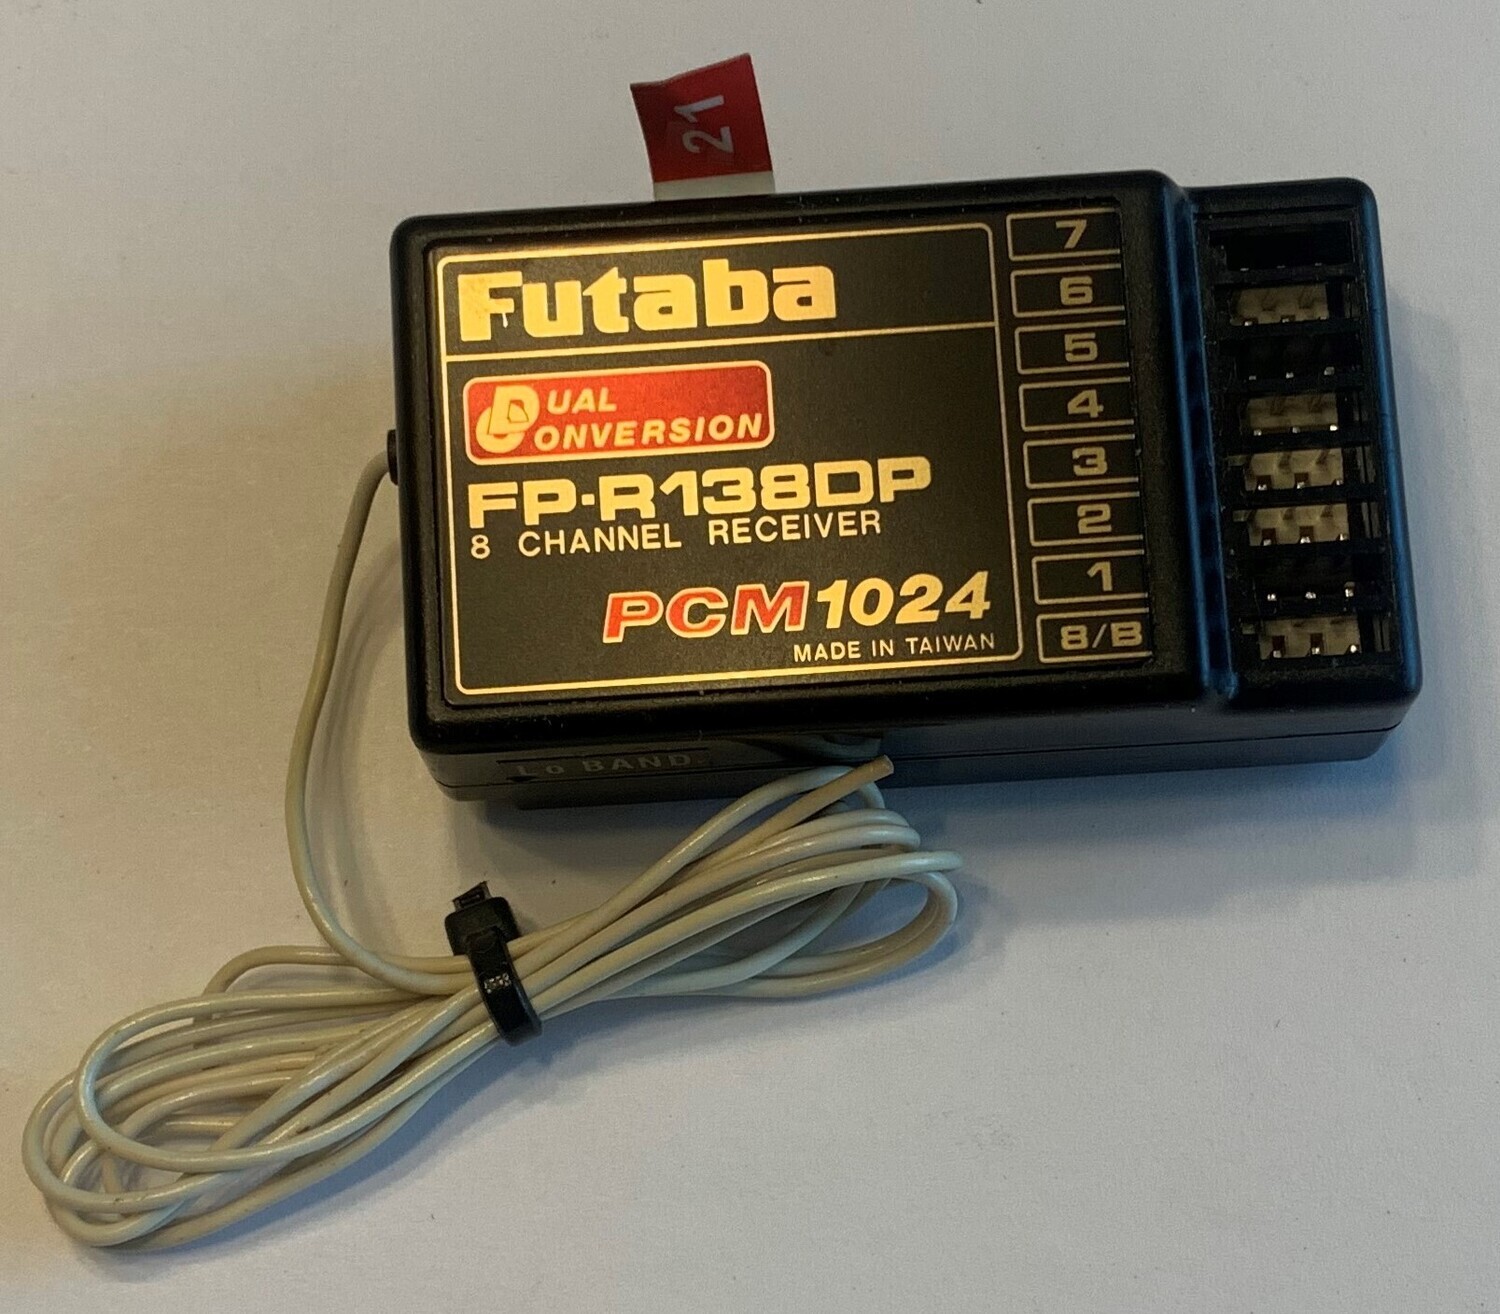 21
Futaba
DUAL
CONVERSION
FP-R138DP
8 CHANNEL RECEIVER
PCM1024
MADE IN TAIWAN
7
6
5
4
3
2
1
8/B
Lo BAND